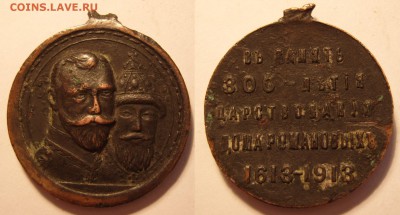 COINS.LAVE.RU
ВЪ ПАМЯТЬ
300-ЛѢТІЯ
ЦАРСТВОВАНІЯ
ДОМА РОМАНОВЫХЪ
1613-1913